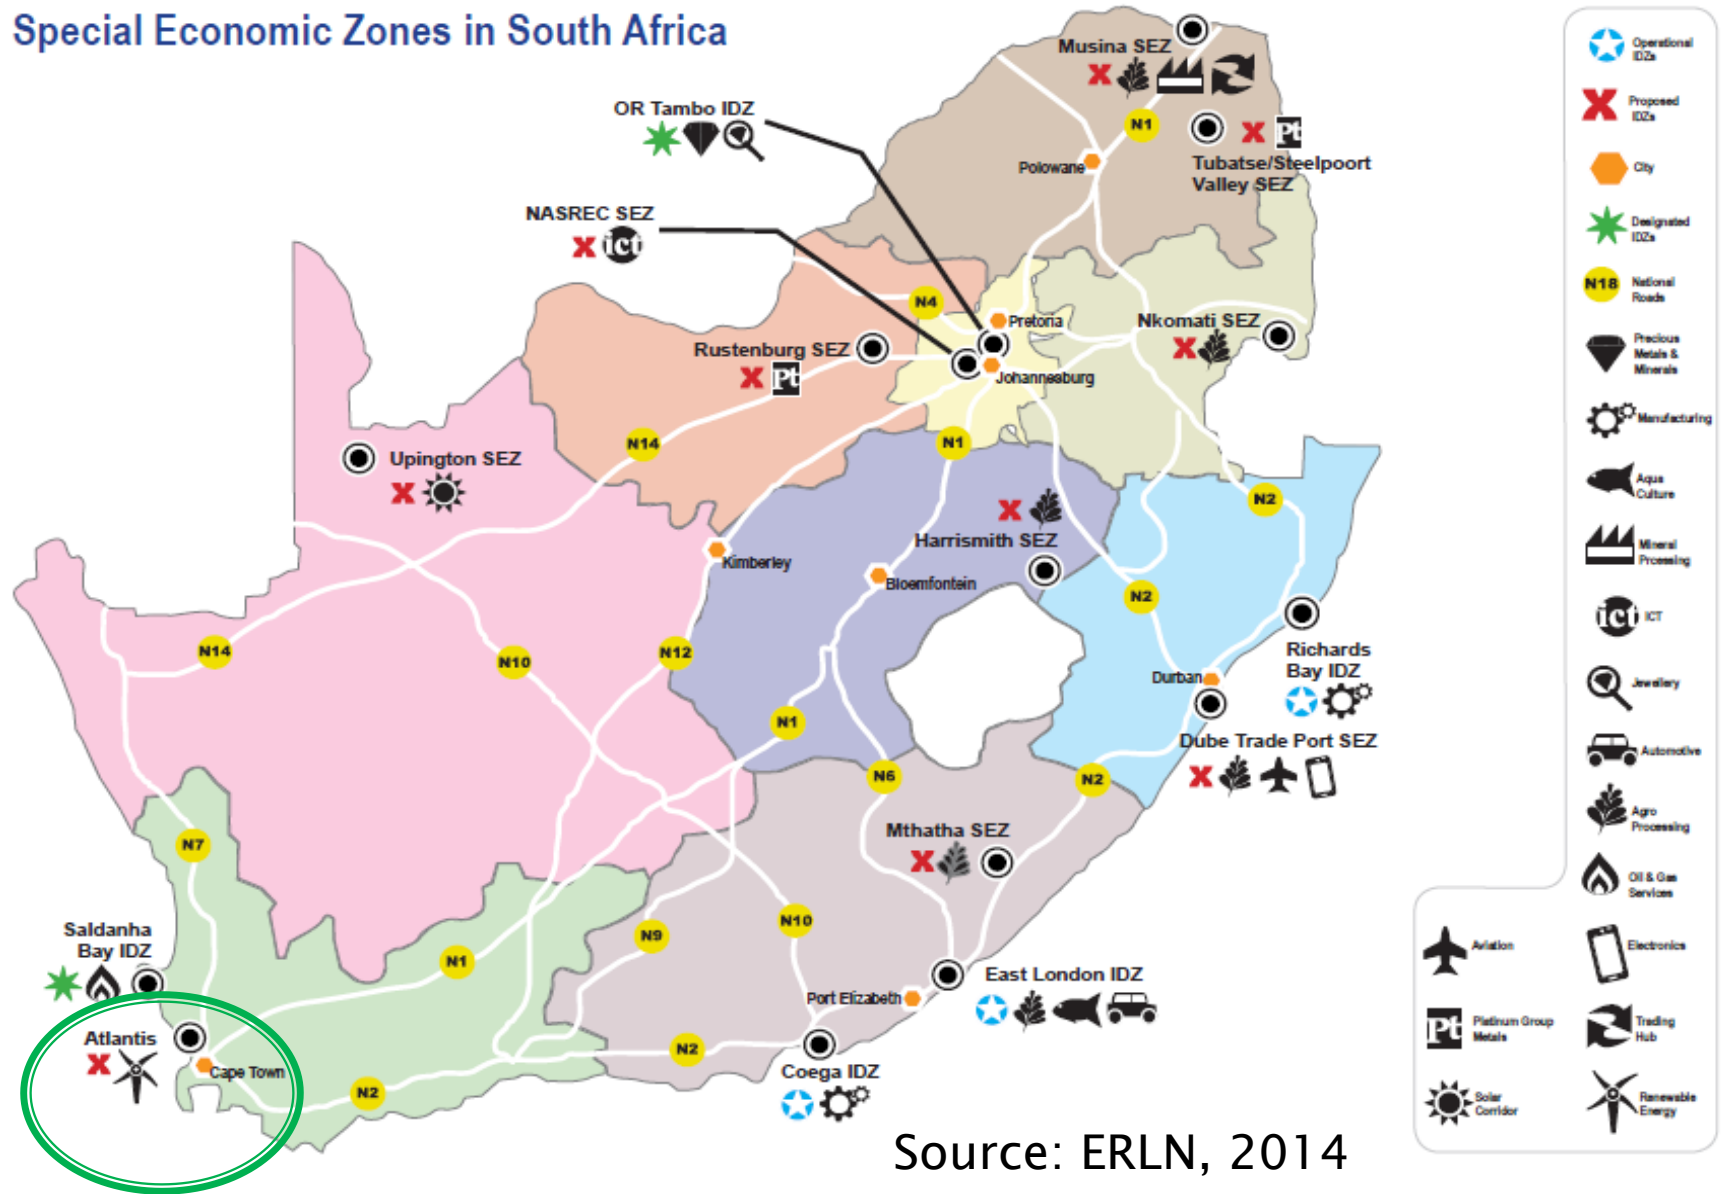 Special Economic Zones in South Africa
Musina SEZ
OR Tambo IDZ
N1
Pt
Polowane
Tubatse/Steelpoort
Valley SEZ
NASREC SEZ
ict
N4
Pretoria
Nkomati SEZ
Rustenburg SEZ
Pt
Johannesburg
N14
N1
Upington SEZ
N2
Harrismith SEZ
Kimberley
Bloemfontein
N2
N14
N10
N12
Richards
Bay IDZ
Durban
N1
Dube Trade Port SEZ
N6
N2
Mthatha SEZ
N7
Saldanha
Bay IDZ
N1
N9
N10
East London IDZ
Port Elizabeth
Atlantis
Cape Town
N2
N2
Coega IDZ
Source: ERLN, 2014
Operational
IDZs
Proposed
IDZs
City
Designated
IDZs
N18
National
Roads
Precious
Metals &
Minerals
Manufacturing
Aqua
Culture
Mineral
Prcessing
ict
ICT
Jewellery
Automotive
Agro
Processing
Oil & Gas
Services
Aviation
Electronics
Pt
Platinum Group
Metals
Trading
Hub
Solar
Corridor
Renewable
Energy